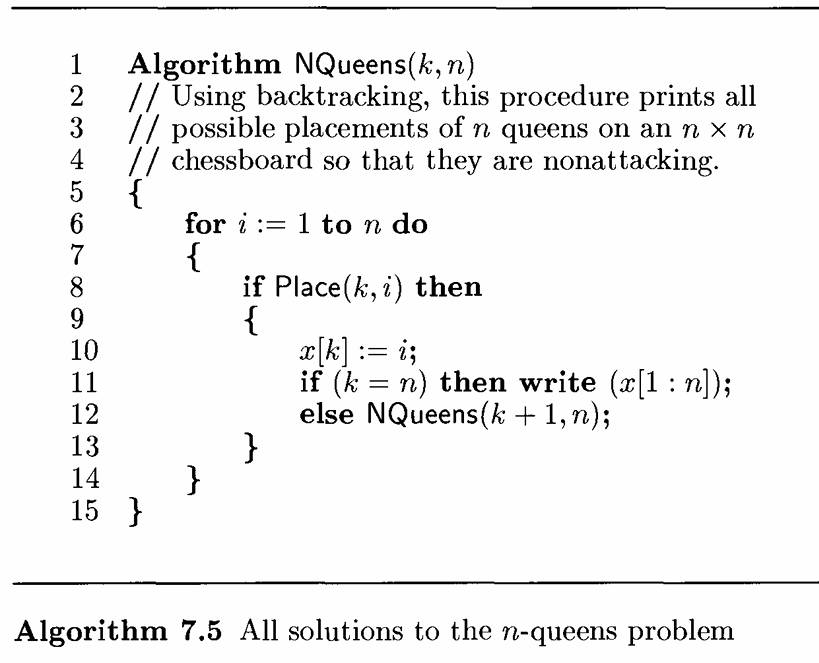 1 Algorithm NQueens(k, n)
2 // Using backtracking, this procedure prints all
3 // possible placements of n queens on an n × n
4 // chessboard so that they are nonattacking.
5 {
6 for i := 1 to n do
7 {
8 if Place(k, i) then
9 {
10 x[k] := i;
11 if (k = n) then write (x[1 : n]);
12 else NQueens(k + 1, n);
13 }
14 }
15 }
Algorithm 7.5 All solutions to the n-queens problem